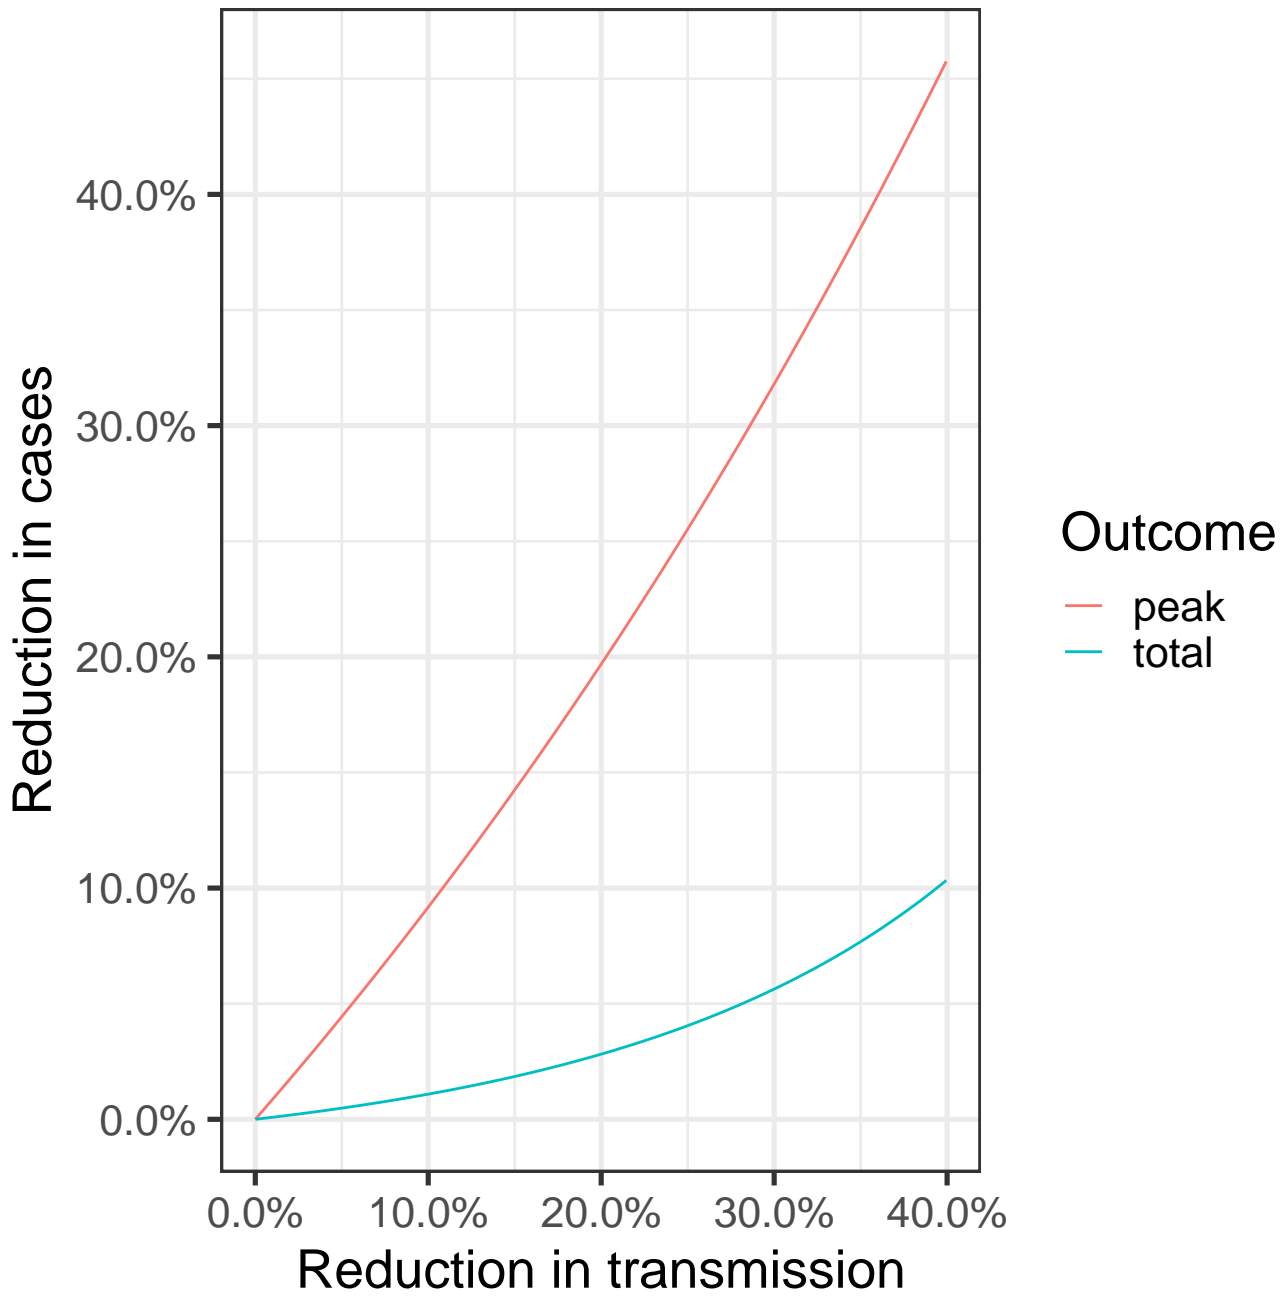 40.0%
30.0%
20.0%
10.0%
0.0%
Reduction in cases
0.0% 10.0% 20.0% 30.0% 40.0%
Reduction in transmission
Outcome
peak
total